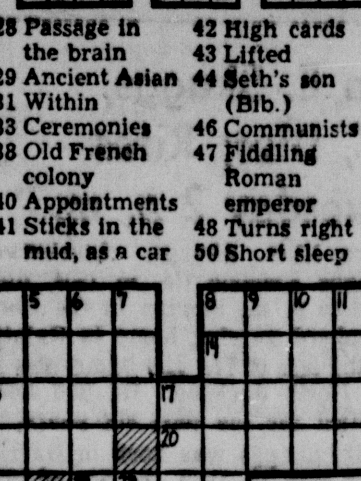 28 Passage in
the brain
29 Ancient Asian
31 Within
33 Ceremonies
38 Old French
colony
40 Appointments
41 Sticks in the
mud, as a car
42 High cards
43 Lifted
44 Seth's son
(Bib.)
46 Communists
47 Fiddling
Roman
emperor
48 Turns right
50 Short sleep
5 6 7 8 9 10 11
14
17
20